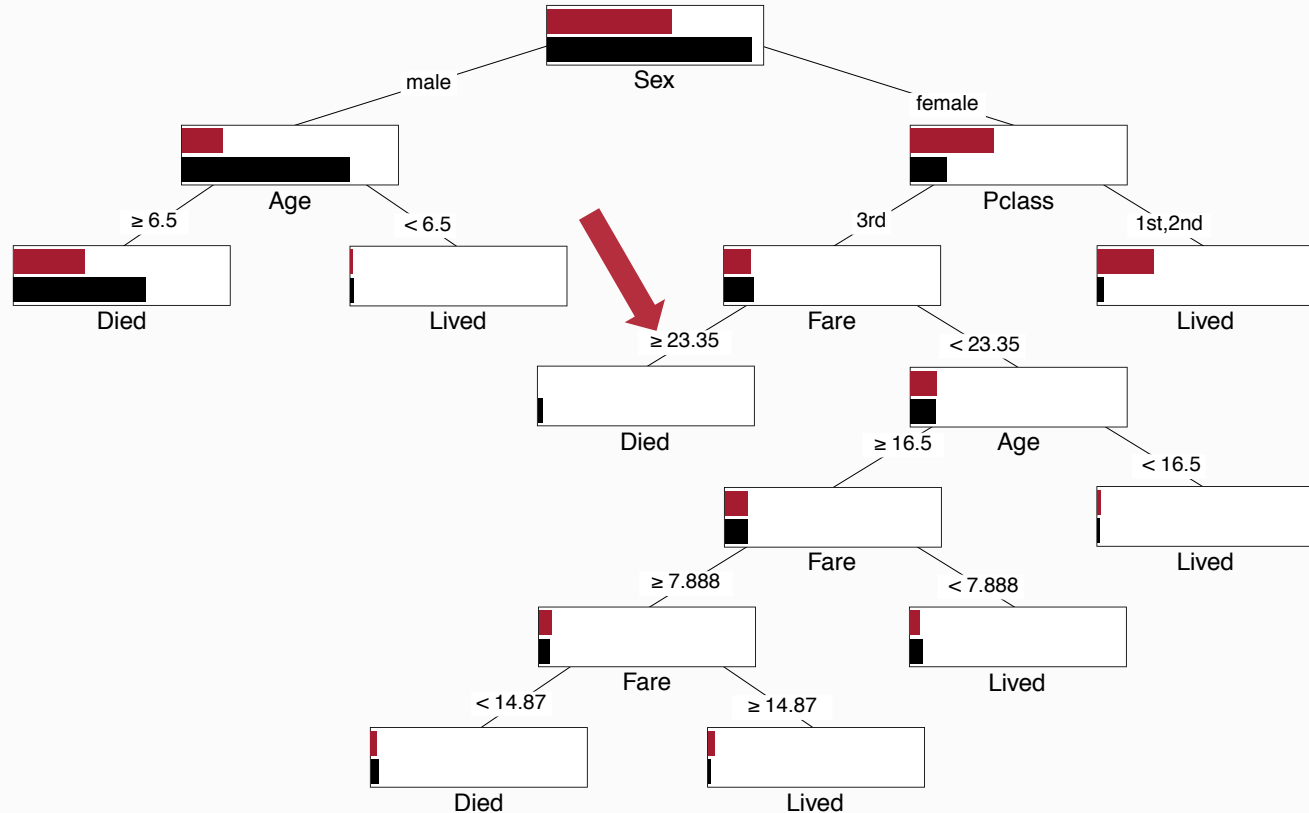 Sex
male
female
Age
Pclass
≥ 6.5
< 6.5
3rd
1st,2nd
Died
Lived
Fare
Lived
≥ 23.35
< 23.35
Died
Age
≥ 16.5
< 16.5
Fare
Lived
≥ 7.888
< 7.888
Fare
Lived
< 14.87
≥ 14.87
Died
Lived